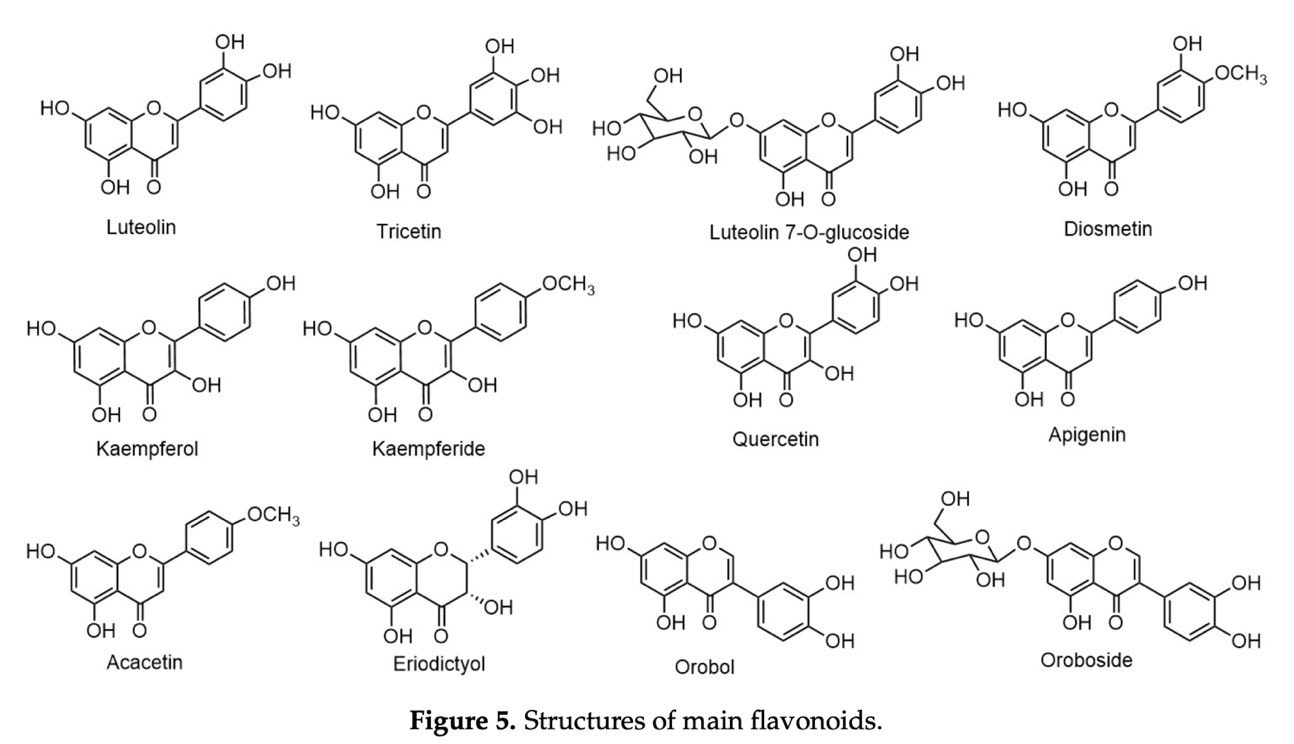 OH
OH
HO
O
OH
O
Luteolin
OH
OH
HO
O
OH
OH
O
Tricetin
OH
HO
O
O
HO
OH
OH
OH
O
OH
O
Luteolin 7-O-glucoside
OH
OCH3
HO
O
OH
O
Diosmetin
OH
HO
O
OH
OH
O
Kaempferol
OCH3
HO
O
OH
OH
O
Kaempferide
OH
OH
HO
O
OH
OH
O
Quercetin
OH
HO
O
OH
O
Apigenin
OCH3
HO
O
OH
O
Acacetin
OH
OH
HO
O
OH
OH
O
Eriodictyol
HO
O
OH
OH
O
OH
Orobol
OH
O
O
O
HO
HO
OH
OH
OH
O
OH
Oroboside
Figure 5. Structures of main flavonoids.